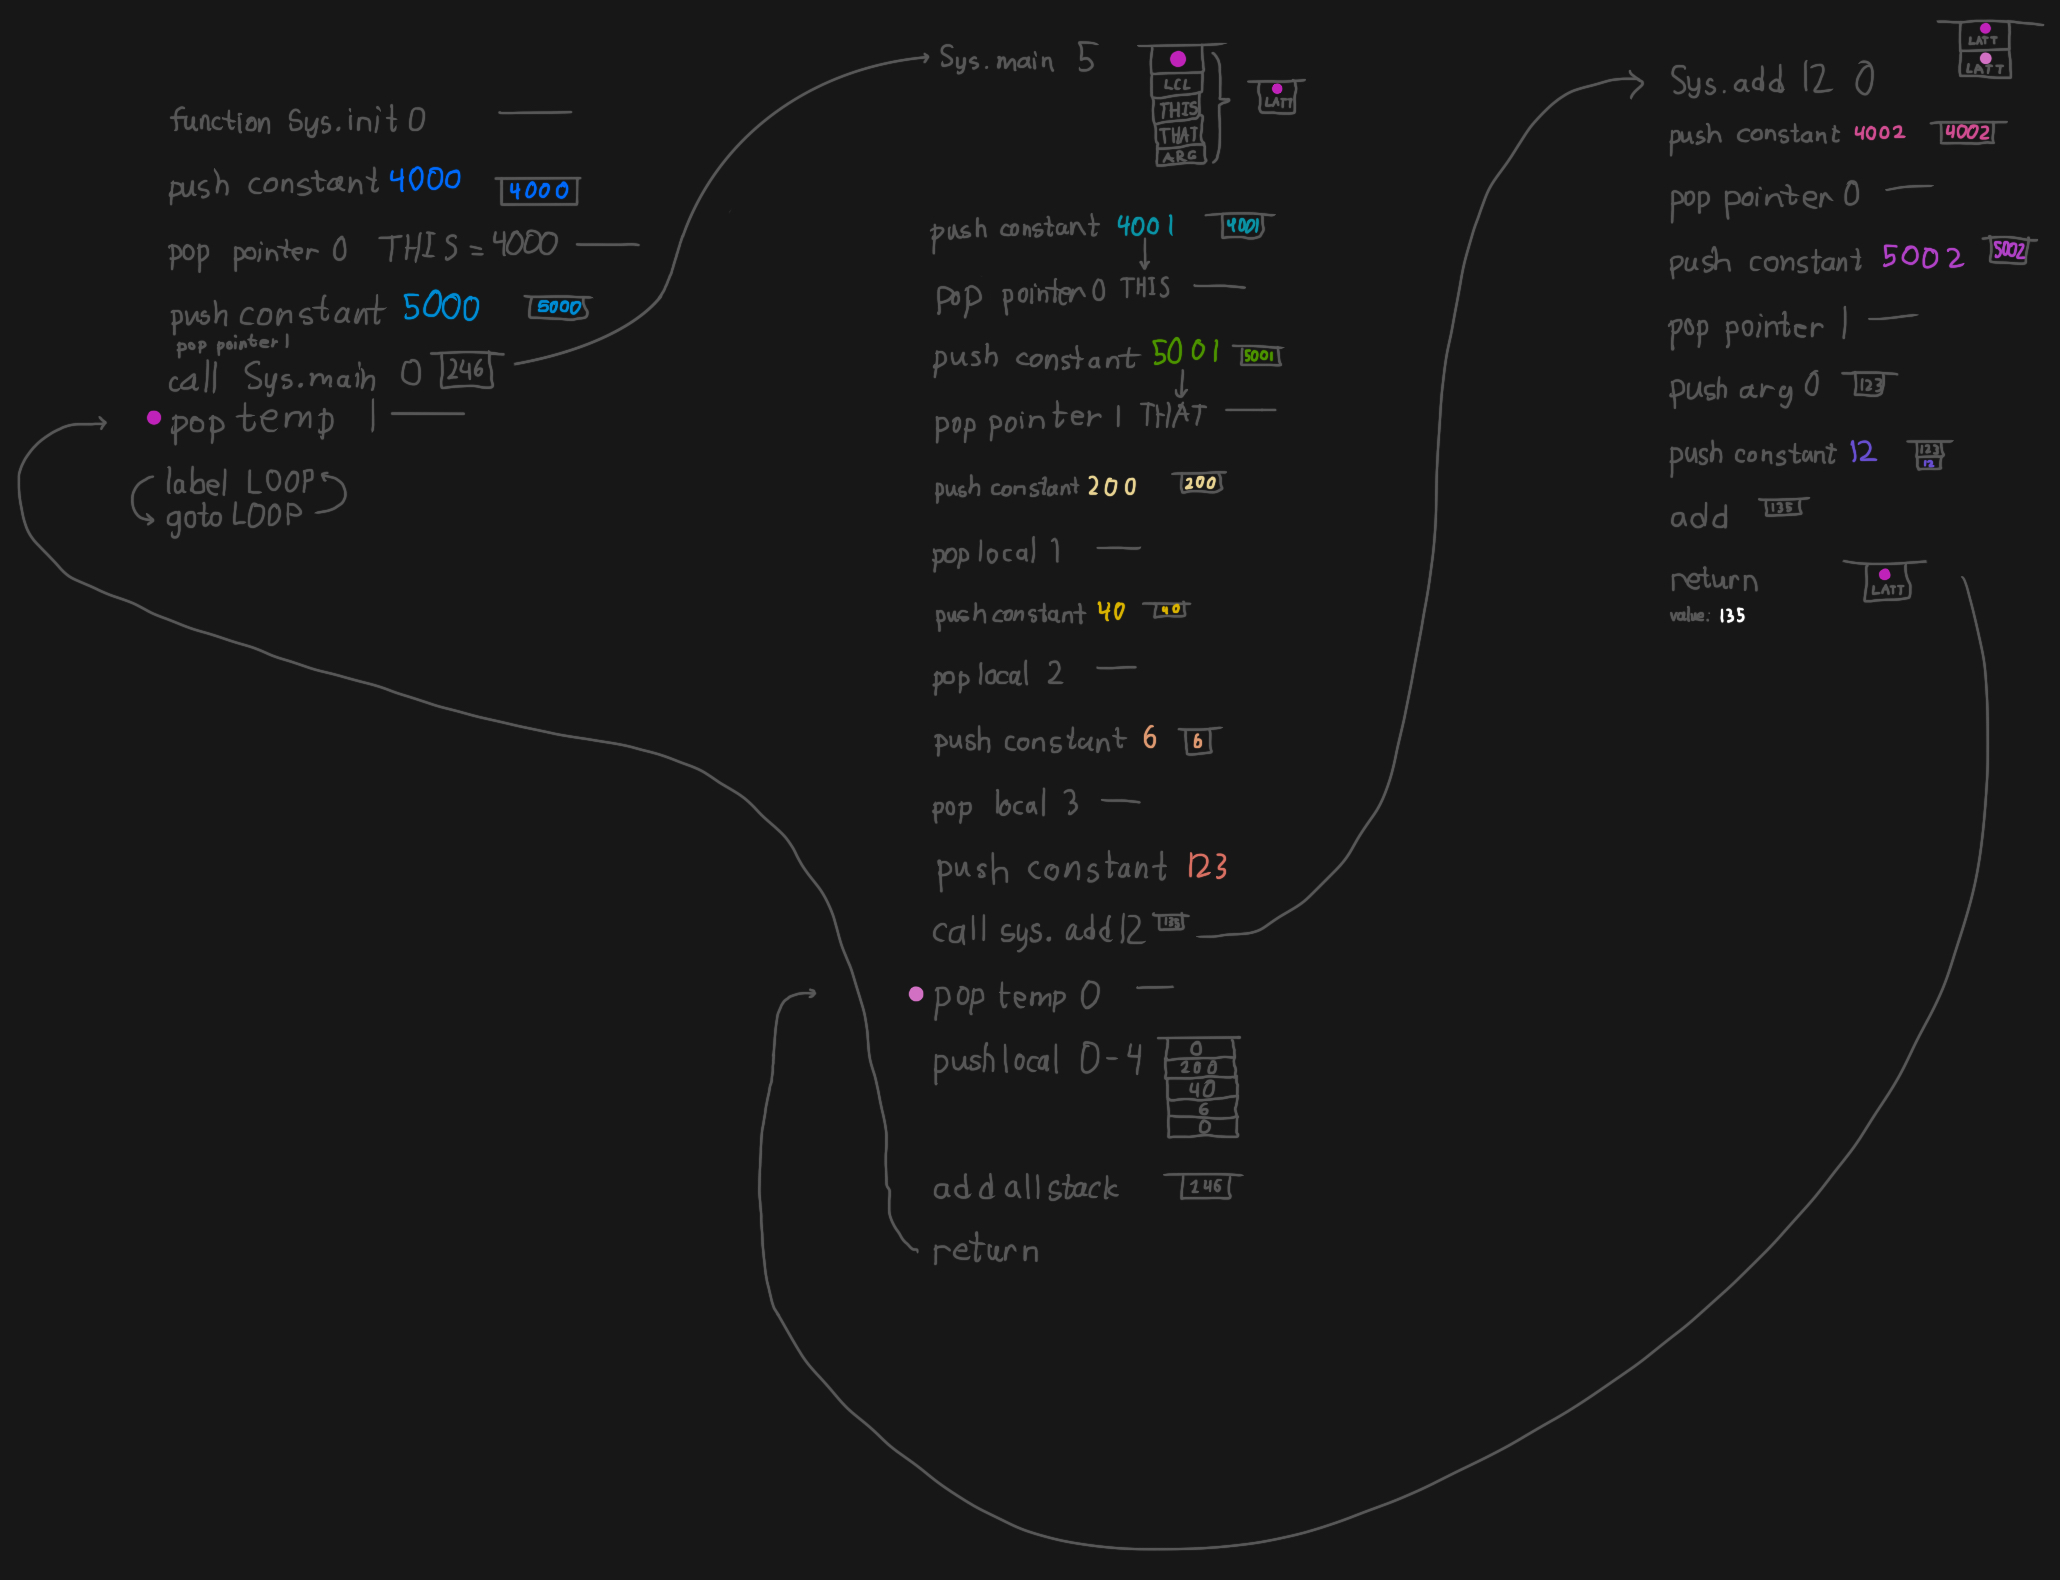 function Sys.init 0
push constant 4000 4000
pop pointer 0 THIS = 4000
push constant 5000 5000
pop pointer 1
call Sys.main 0 246
pop temp 1
label LOOP
goto LOOP
Sys.main 5
LCL
THIS
THAT
ARG
LATT
push constant 4001 4001
pop pointer 0 THIS
push constant 5001 5001
pop pointer 1 THAT
push constant 200 200
pop local 1
push constant 40 40
pop local 2
push constant 6 6
pop local 3
push constant 123
call sys. add12 135
pop temp 0
push local 0-4
0
200
40
6
0
add all stack 246
return
LATT
LATT
Sys.add 12 0
push constant 4002 4002
pop pointer 0
push constant 5002 5002
pop pointer 1
push arg 0 123
push constant 12
123
12
add 135
return
LATT
value: 135